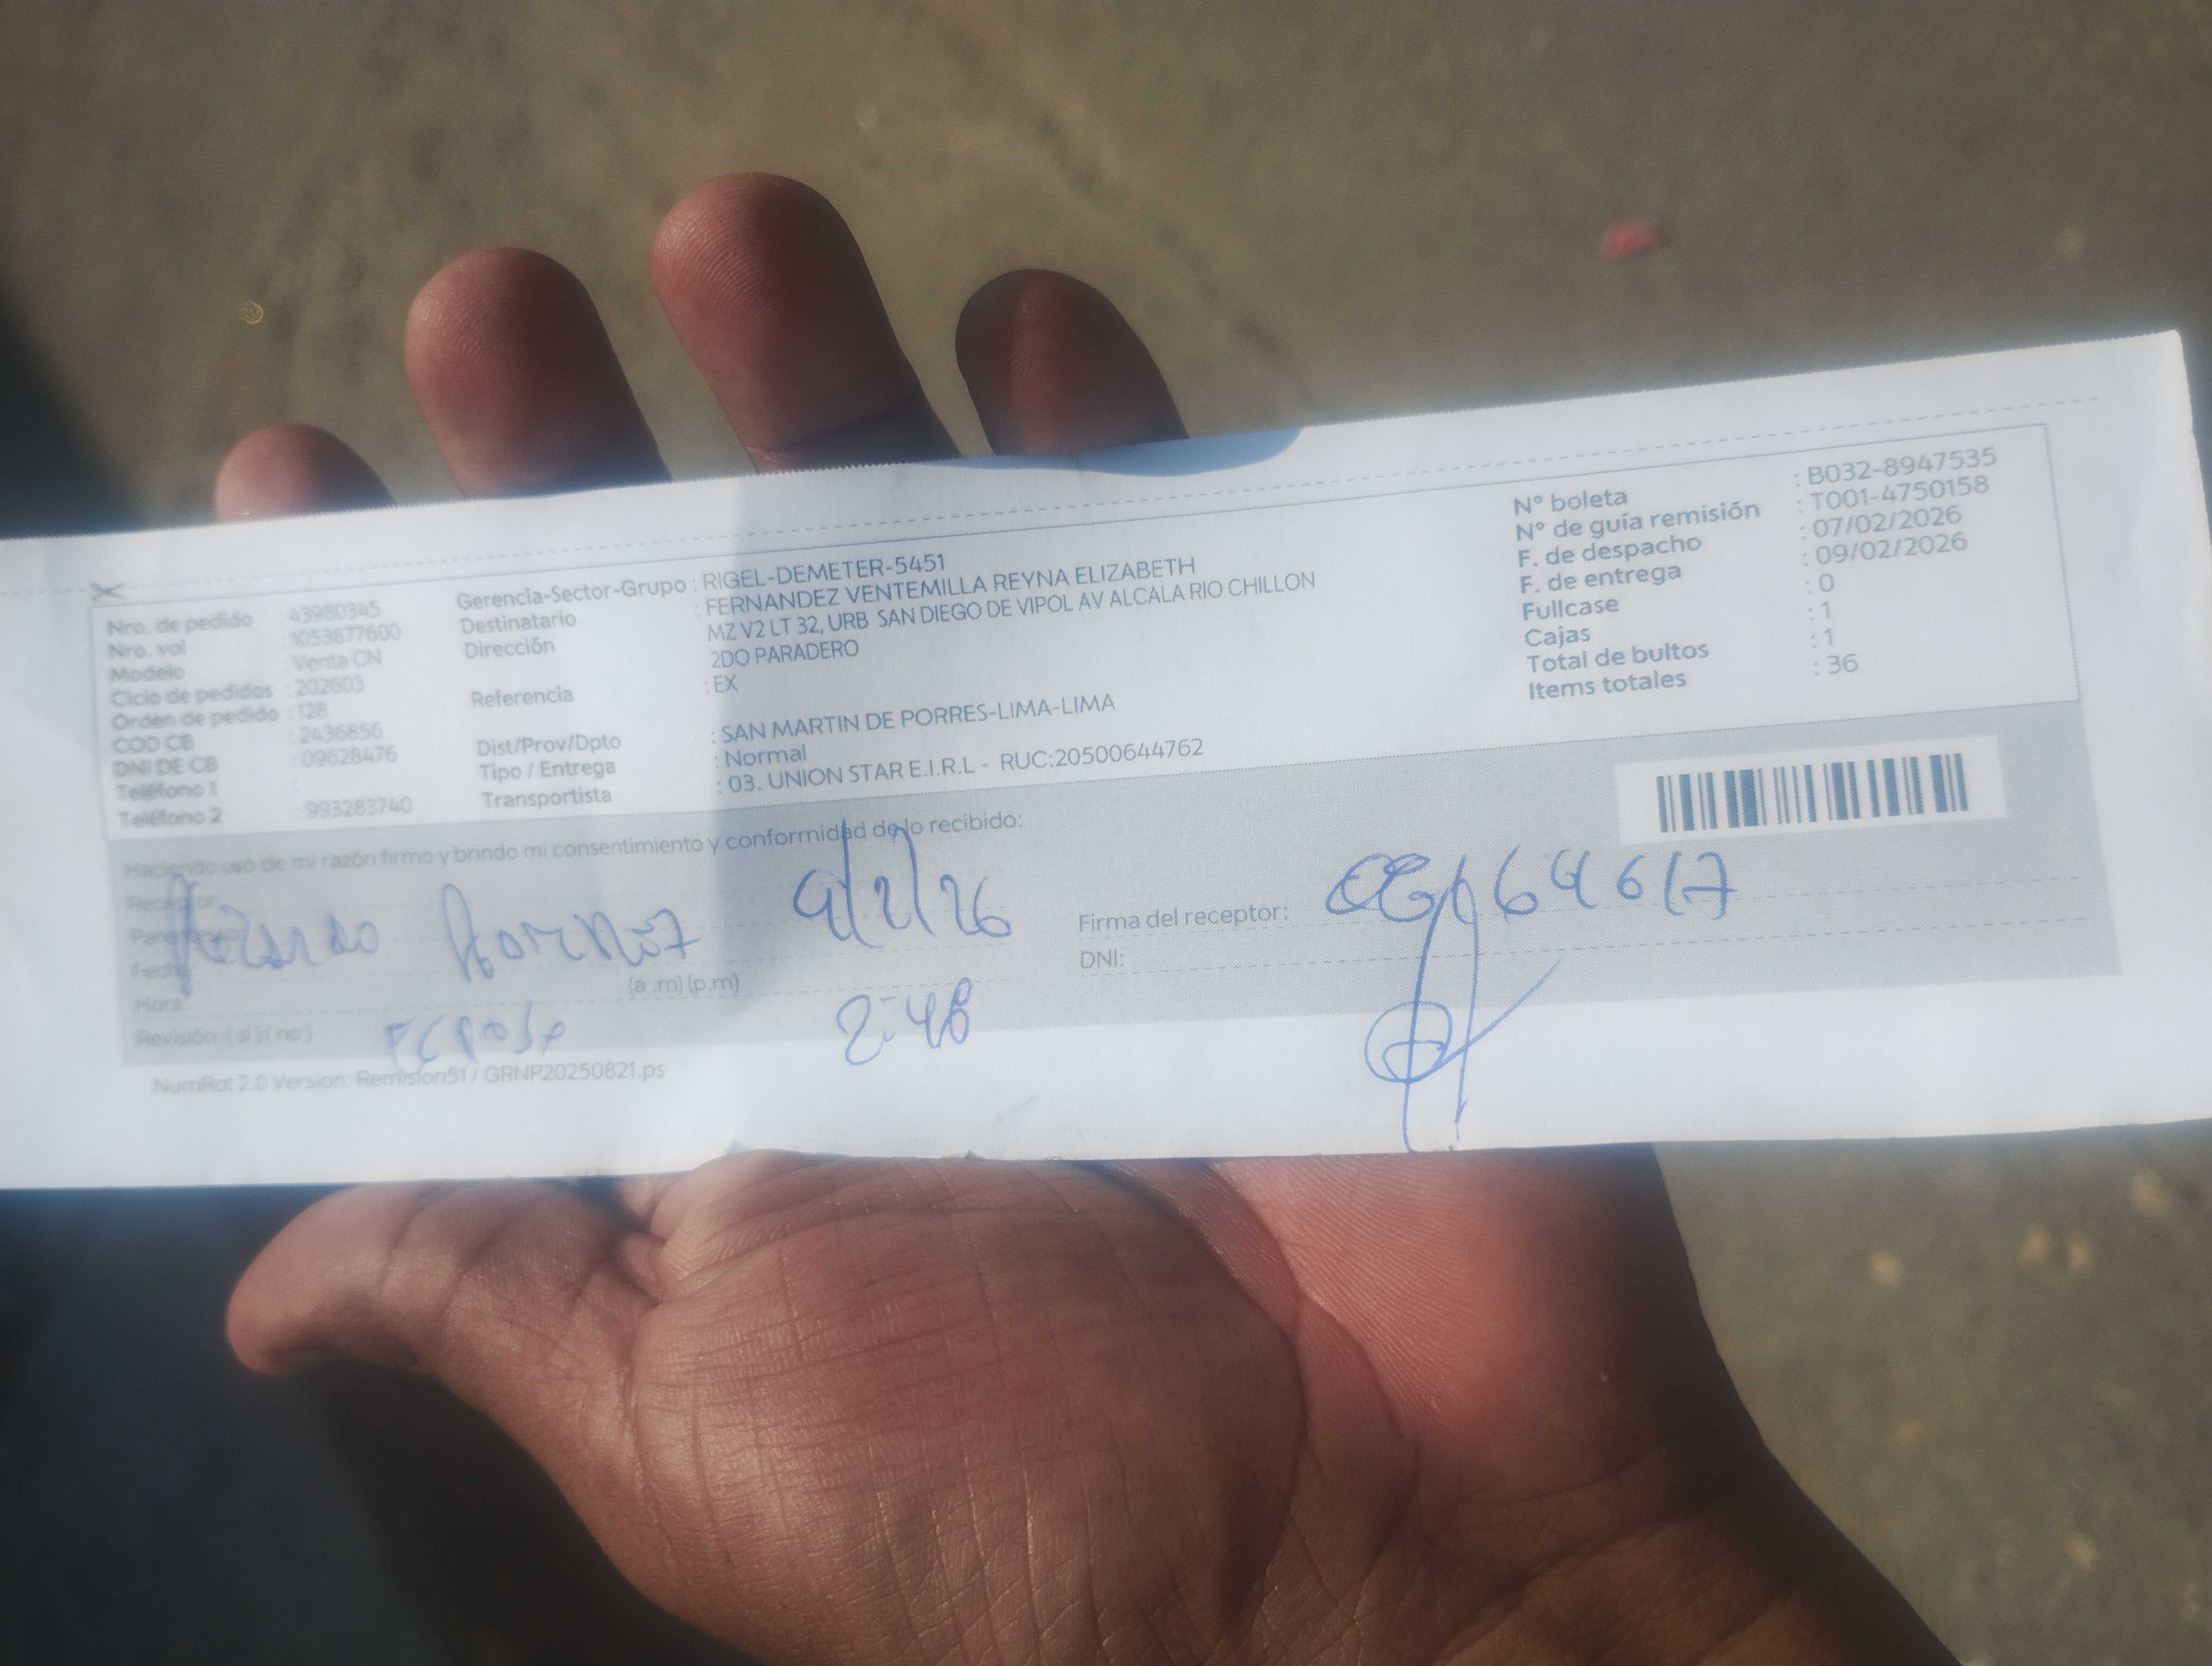 Nro. de pedido : 43980345
Nro. val : 1053877600
Modelo : Venta CN
Ciclo de pedidos : 202603
Orden de pedido : 128
COD CB : 2436856
DNI DE CB : 09628476
Teléfono 1 :
Teléfono 2 : 993283740
Gerencia-Sector-Grupo : RIGEL-DEMETER-5451
Destinatario : FERNANDEZ VENTEMILLA REYNA ELIZABETH
Dirección MZ V2 LT 32, URB SAN DIEGO DE VIPOL AV ALCALA RIO CHILLON
2DO PARADERO
Referencia : EX
Dist/Prov/Dpto : SAN MARTIN DE PORRES-LIMA-LIMA
Tipo / Entrega : Normal
Transportista : 03. UNION STAR E.I.R.L - RUC:20500644762
N° boleta : B032-8947535
N° de guía remisión : T001-4750158
F. de despacho : 07/02/2026
F. de entrega : 09/02/2026
Fullcase : 0
Cajas : 1
Total de bultos : 1
Items totales : 36
Haciendo uso de mi razón firmo y brindo mi consentimiento y conformidad de lo recibido:
Receptor:
Fecha:
9/2/26
Hora: (a .m) (p.m)
2:48
Revisión: ( si ) ( no )
Firma del receptor:
DNI:
NumRot 2.0 Version: Remision51 / GRNP20250821.ps